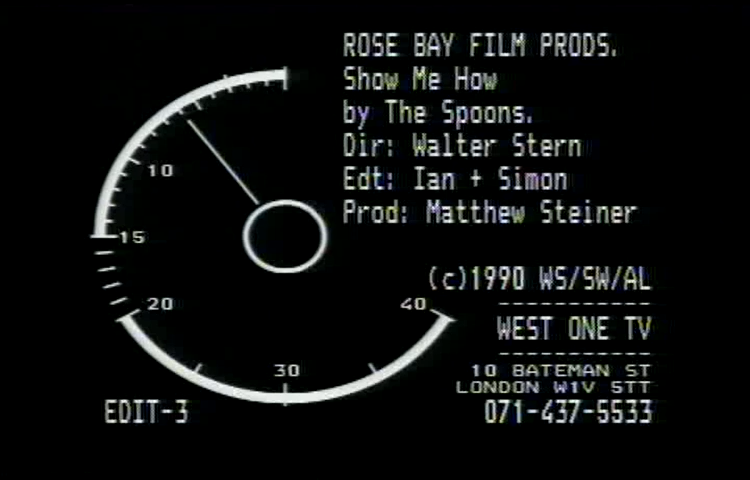 ROSE BAY FILM PRODS.
Show Me How
by The Spoons.
Dir: Walter Stern
Edt: Ian + Simon
Prod: Matthew Steiner
10
15
20
30
40
(c)1990 WS/SW/AL
-----------
WEST ONE TV
-----------
10 BATEMAN ST
LONDON W1V 5TT
EDIT-3
071-437-5533